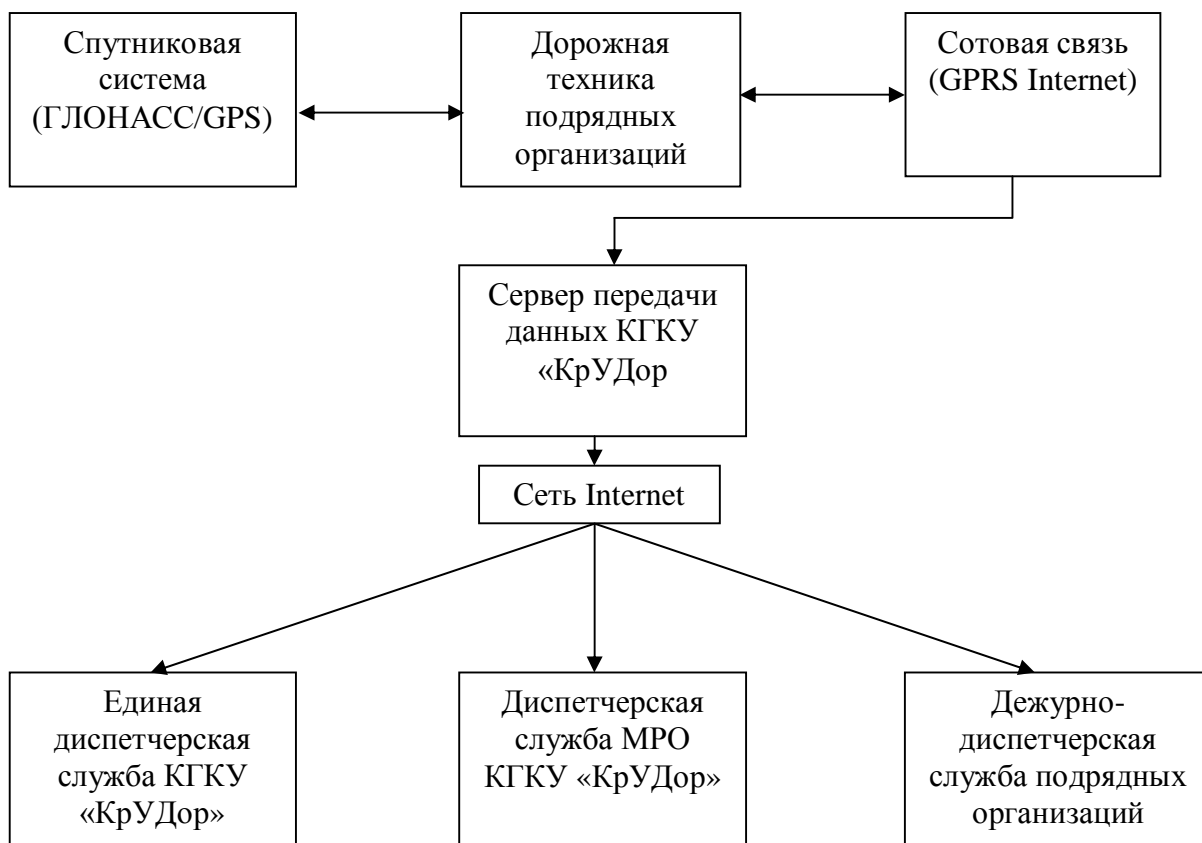 Спутниковая
система
(ГЛОНАСС/GPS)
Дорожная
техника
подрядных
организаций
Сотовая связь
(GPRS Internet)
Сервер передачи
данных КГКУ
«КрУДор
Сеть Internet
Единая
диспетчерская
служба КГКУ
«КрУДор»
Диспетчерская
служба МРО
КГКУ «КрУДор»
Дежурно-
диспетчерская
служба подрядных
организаций